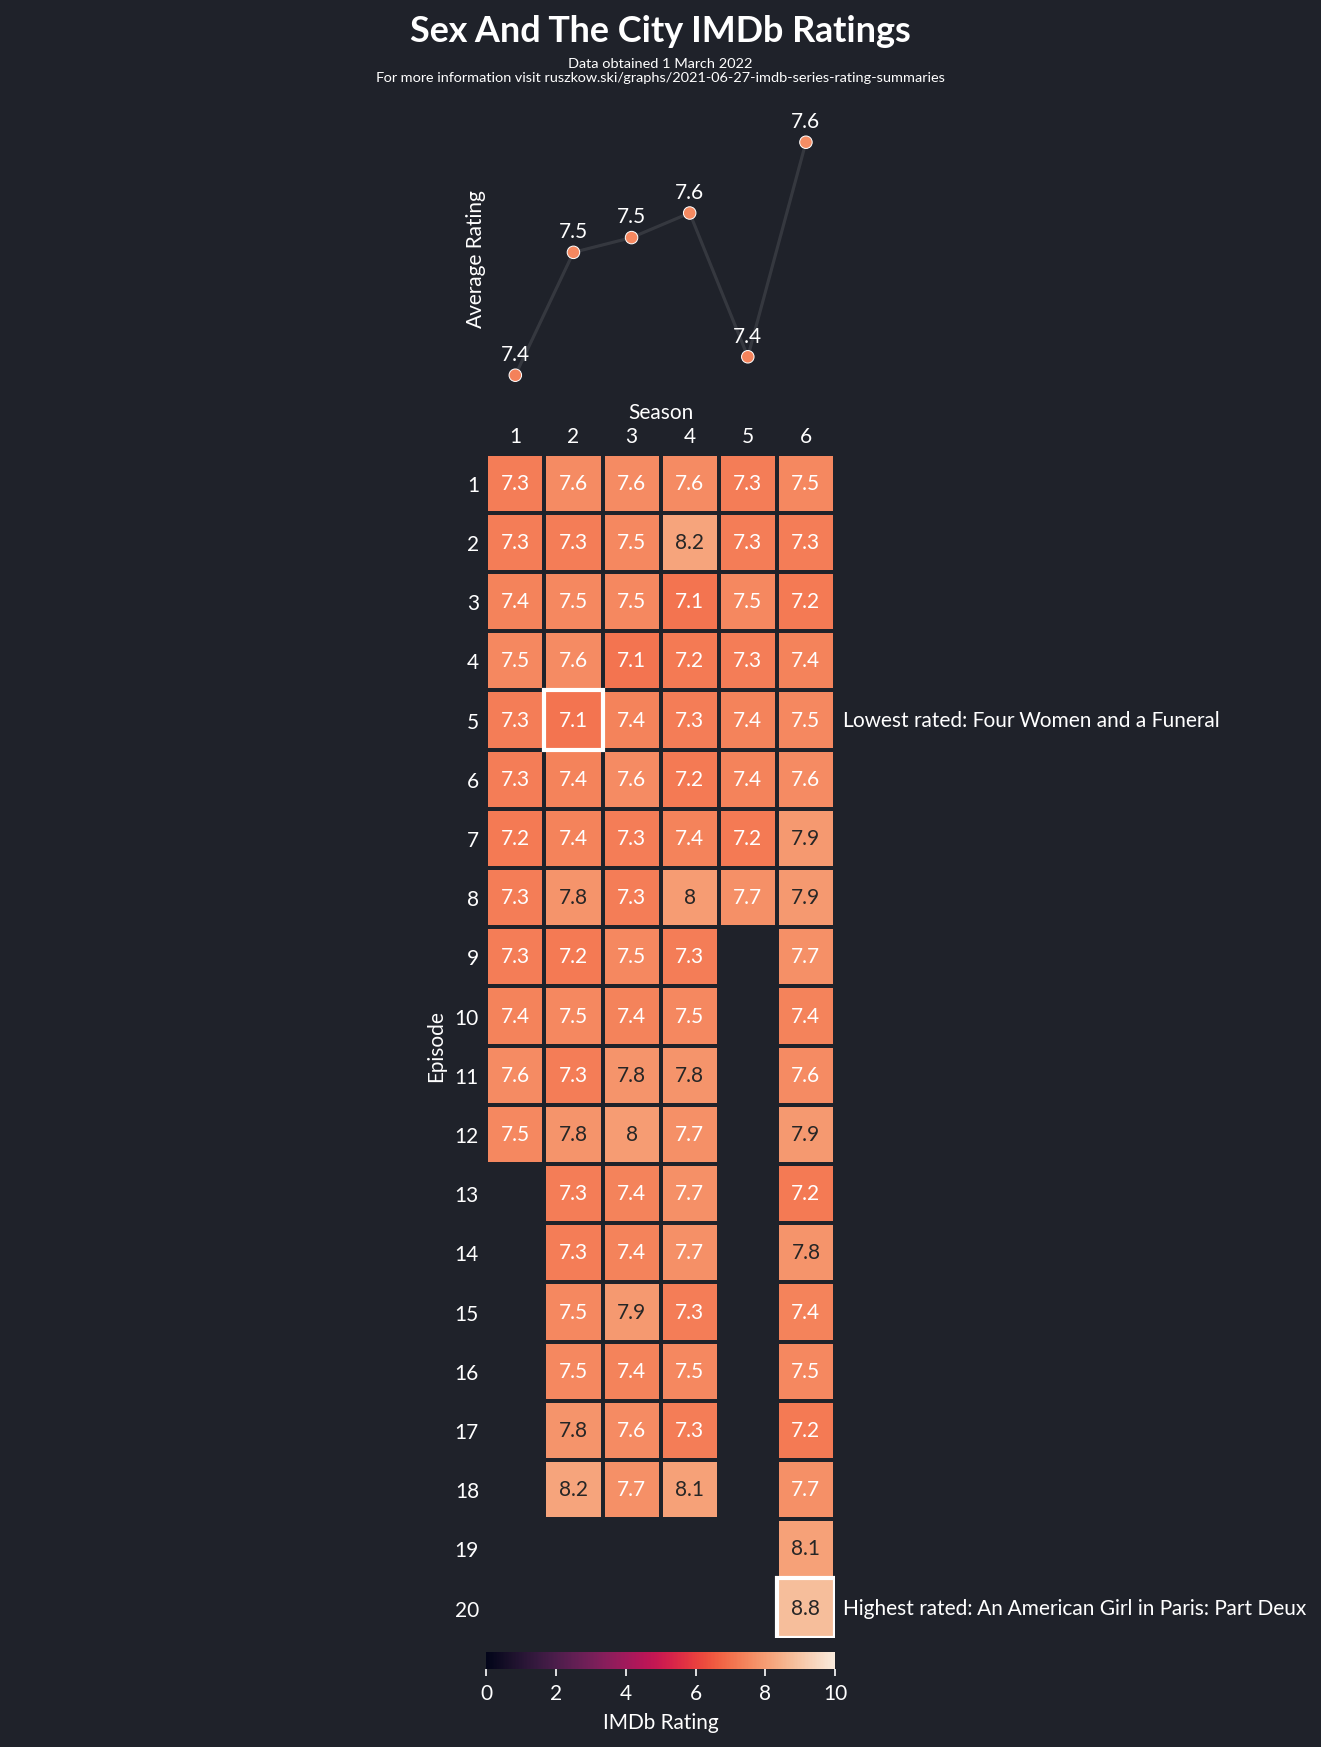 Sex And The City IMDb Ratings
Data obtained 1 March 2022
For more information visit ruszkow.ski/graphs/2021-06-27-imdb-series-rating-summaries
Average Rating
7.4
7.5
7.5
7.6
7.4
7.6
Season
1 2 3 4 5 6
Episode
1 7.3 7.6 7.6 7.6 7.3 7.5
2 7.3 7.3 7.5 8.2 7.3 7.3
3 7.4 7.5 7.5 7.1 7.5 7.2
4 7.5 7.6 7.1 7.2 7.3 7.4
5 7.3 7.1 7.4 7.3 7.4 7.5 Lowest rated: Four Women and a Funeral
6 7.3 7.4 7.6 7.2 7.4 7.6
7 7.2 7.4 7.3 7.4 7.2 7.9
8 7.3 7.8 7.3 8 7.7 7.9
9 7.3 7.2 7.5 7.3 7.7
10 7.4 7.5 7.4 7.5 7.4
11 7.6 7.3 7.8 7.8 7.6
12 7.5 7.8 8 7.7 7.9
13 7.3 7.4 7.7 7.2
14 7.3 7.4 7.7 7.8
15 7.5 7.9 7.3 7.4
16 7.5 7.4 7.5 7.5
17 7.8 7.6 7.3 7.2
18 8.2 7.7 8.1 7.7
19 8.1
20 8.8 Highest rated: An American Girl in Paris: Part Deux
0 2 4 6 8 10
IMDb Rating